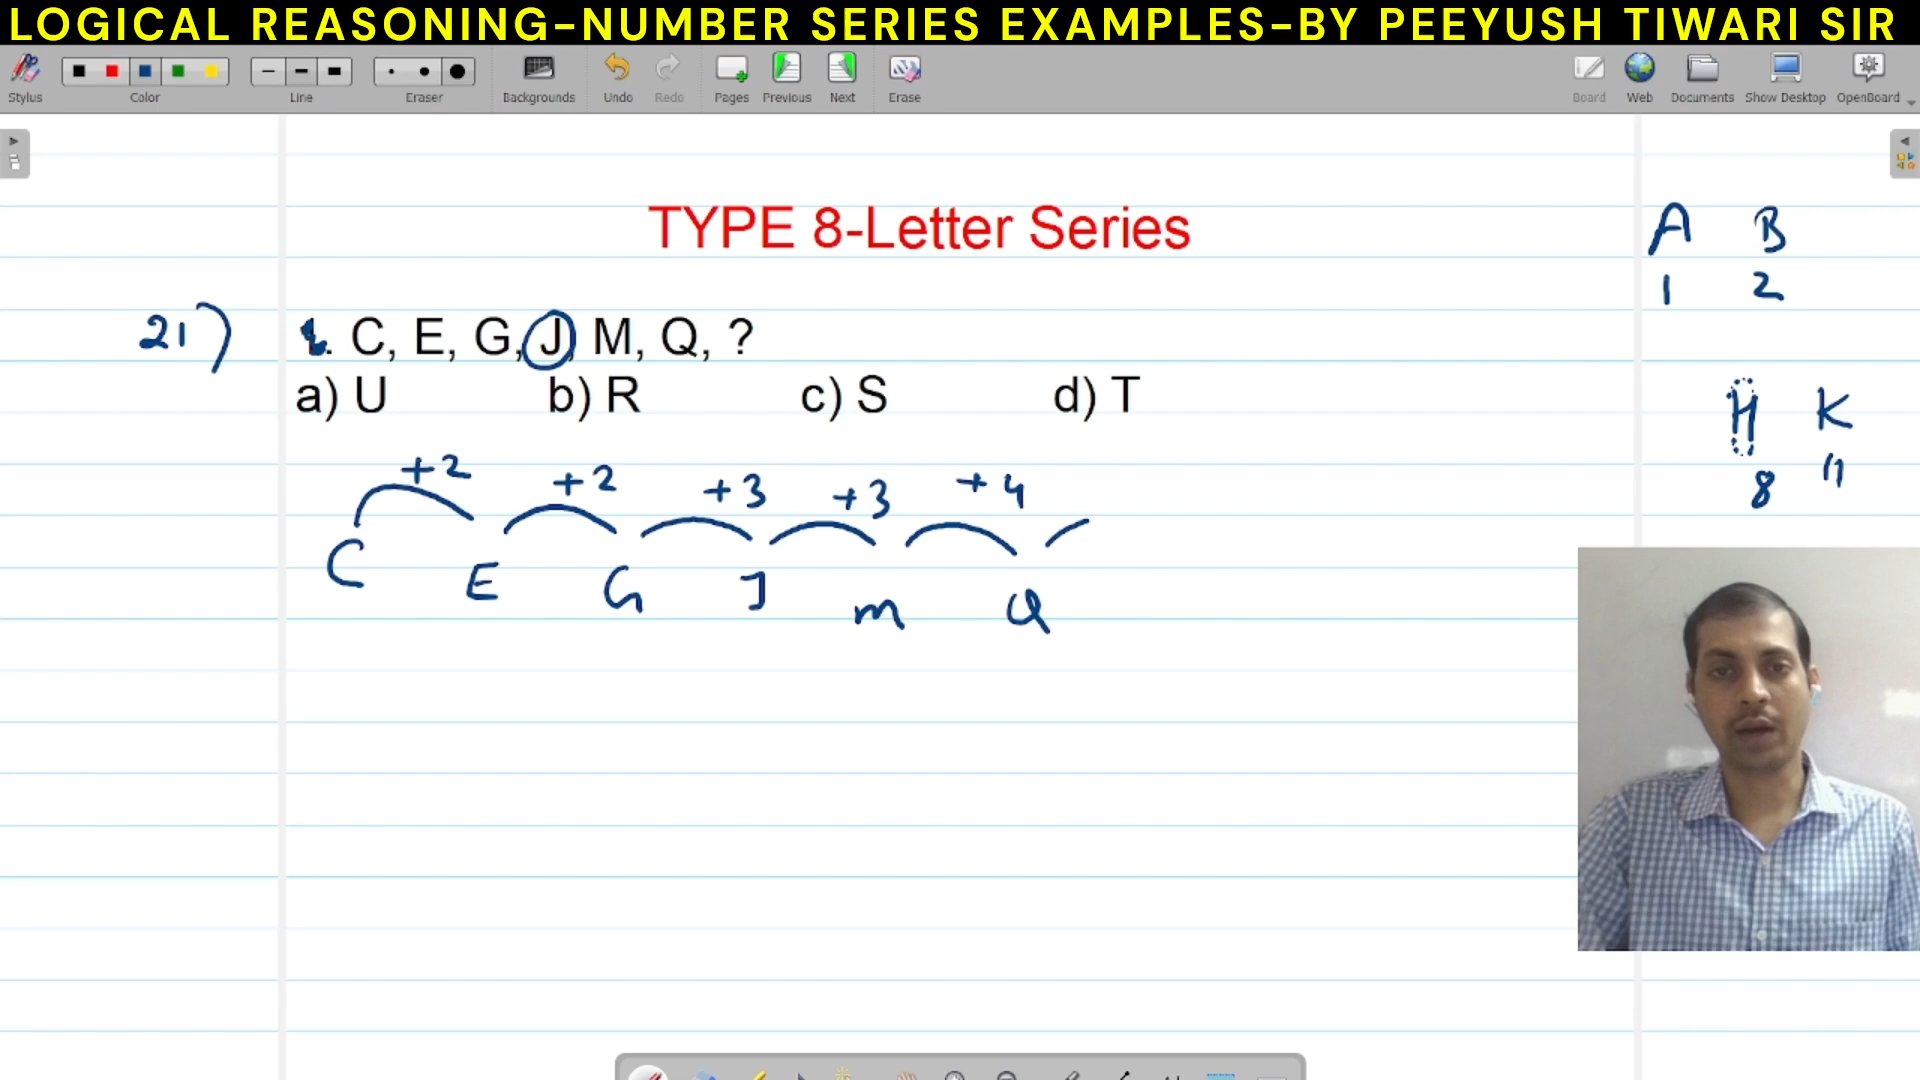 LOGICAL REASONING-NUMBER SERIES EXAMPLES-BY PEEYUSH TIWARI SIR
Stylus Color Line Eraser Backgrounds Undo Redo Pages Previous Next Erase Board Web Documents Show Desktop OpenBoard
TYPE 8-Letter Series
A B
1 2
21) C, E, G, J, M, Q, ?
a) U b) R c) S d) T
H K
8 11
+2 +2 +3 +3 +4
C E G J M Q